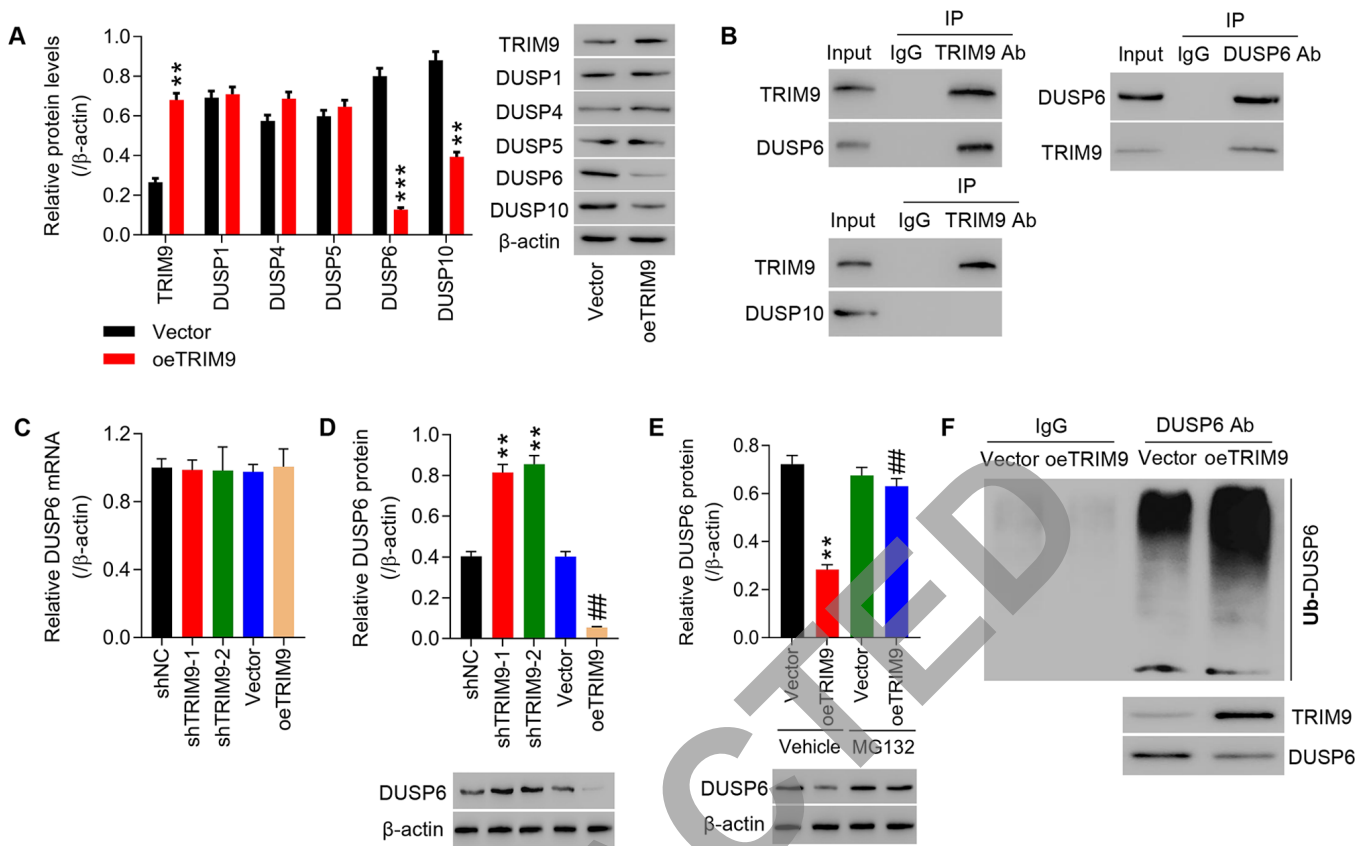 A
Relative protein levels
(/β-actin)
1.0
0.8
0.6
0.4
0.2
0.0
**
***
**
TRIM9
DUSP1
DUSP4
DUSP5
DUSP6
DUSP10
Vector
oeTRIM9
TRIM9
DUSP1
DUSP4
DUSP5
DUSP6
DUSP10
β-actin
Vector
oeTRIM9
B
IP
Input IgG TRIM9 Ab
TRIM9
DUSP6
IP
Input IgG DUSP6 Ab
DUSP6
TRIM9
IP
Input IgG TRIM9 Ab
TRIM9
DUSP10
C
Relative DUSP6 mRNA
(/β-actin)
1.2
0.8
0.4
0.0
shNC
shTRIM9-1
shTRIM9-2
Vector
oeTRIM9
D
Relative DUSP6 protein
(/β-actin)
1.0
0.8
0.6
0.4
0.2
0.0
**
**
##
shNC
shTRIM9-1
shTRIM9-2
Vector
oeTRIM9
DUSP6
β-actin
E
Relative DUSP6 protein
(/β-actin)
0.8
0.6
0.4
0.2
0.0
**
##
Vector
oeTRIM9
Vector
oeTRIM9
Vehicle MG132
DUSP6
β-actin
F
IgG DUSP6 Ab
Vector oeTRIM9 Vector oeTRIM9
Ub-DUSP6
TRIM9
DUSP6
CTED